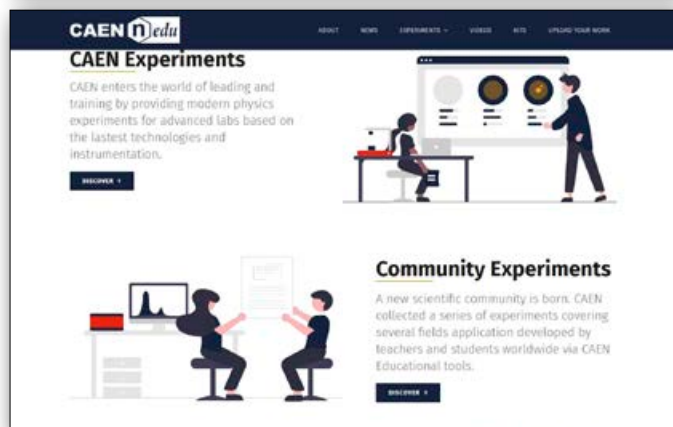 CAEN n edu
ABOUT NEWS EXPERIMENTS VIDEOS KITS UPLOAD YOUR WORK
CAEN Experiments
CAEN enters the world of leading and
training by providing modern physics
experiments for advanced labs based on
the lastest technologies and
instrumentation.
DISCOVER
Community Experiments
A new scientific community is born. CAEN
collected a series of experiments covering
several fields application developed by
teachers and students worldwide via CAEN
Educational tools.
DISCOVER